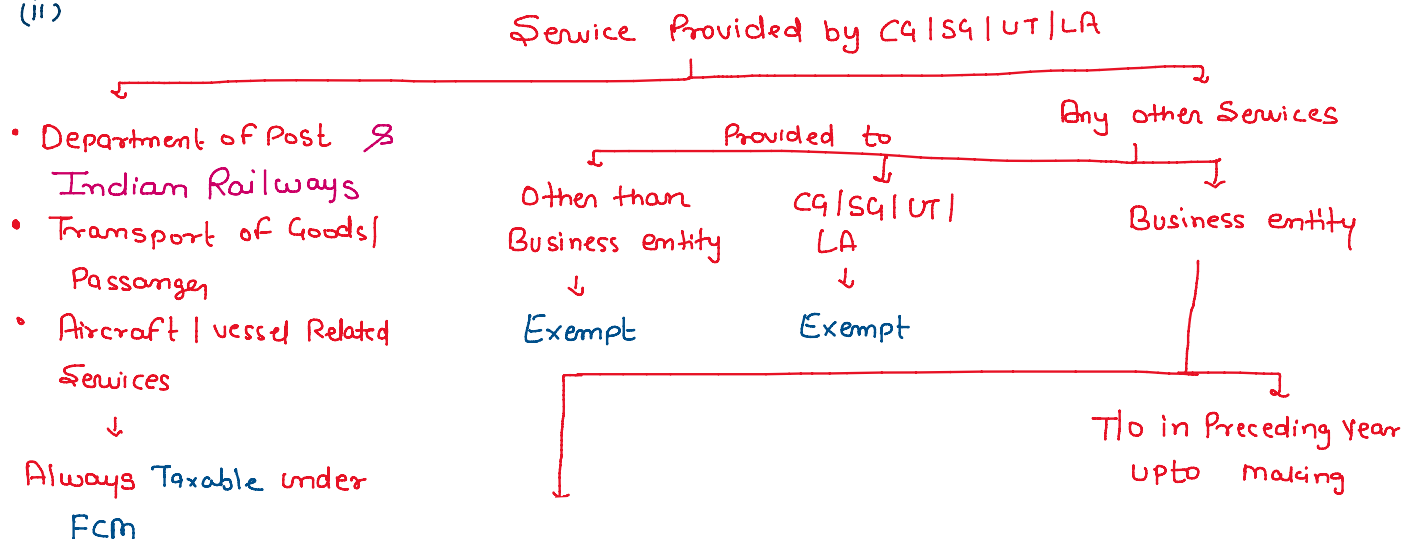 (ii)
Service Provided by CG/SG/UT/LA
• Department of Post &
Indian Railways
• Transport of Goods/
Passanger
• Aircraft / vessel Related
Services
↓
Always Taxable under
FCM
Any other Services
Provided to
Other than
Business entity
↓
Exempt
CG/SG/UT/
LA
↓
Exempt
Business entity
T/O in Preceding Year
upto making